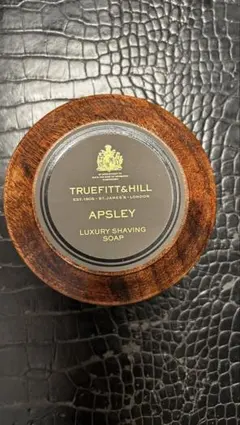 TRUEFITT&HILL
EST. 1805 · ST. JAMES'S · LONDON
APSLEY
LUXURY SHAVING
SOAP